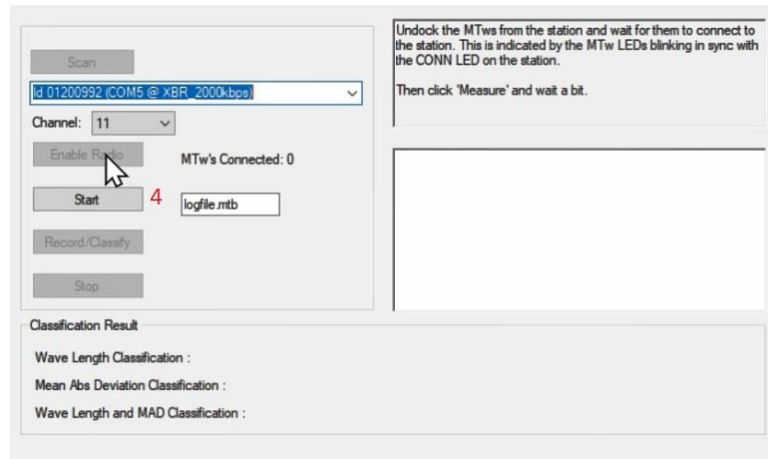 Scan
Id 01200992 (COM5 @ XBR_2000kbps)
Channel: 11
Enable Radio
MTw's Connected: 0
Start 4
logfile.mtb
Record/Classify
Stop
Undock the MTws from the station and wait for them to connect to
the station. This is indicated by the MTw LEDs blinking in sync with
the CONN LED on the station.
Then click 'Measure' and wait a bit.
Classification Result
Wave Length Classification :
Mean Abs Deviation Classification :
Wave Length and MAD Classification :